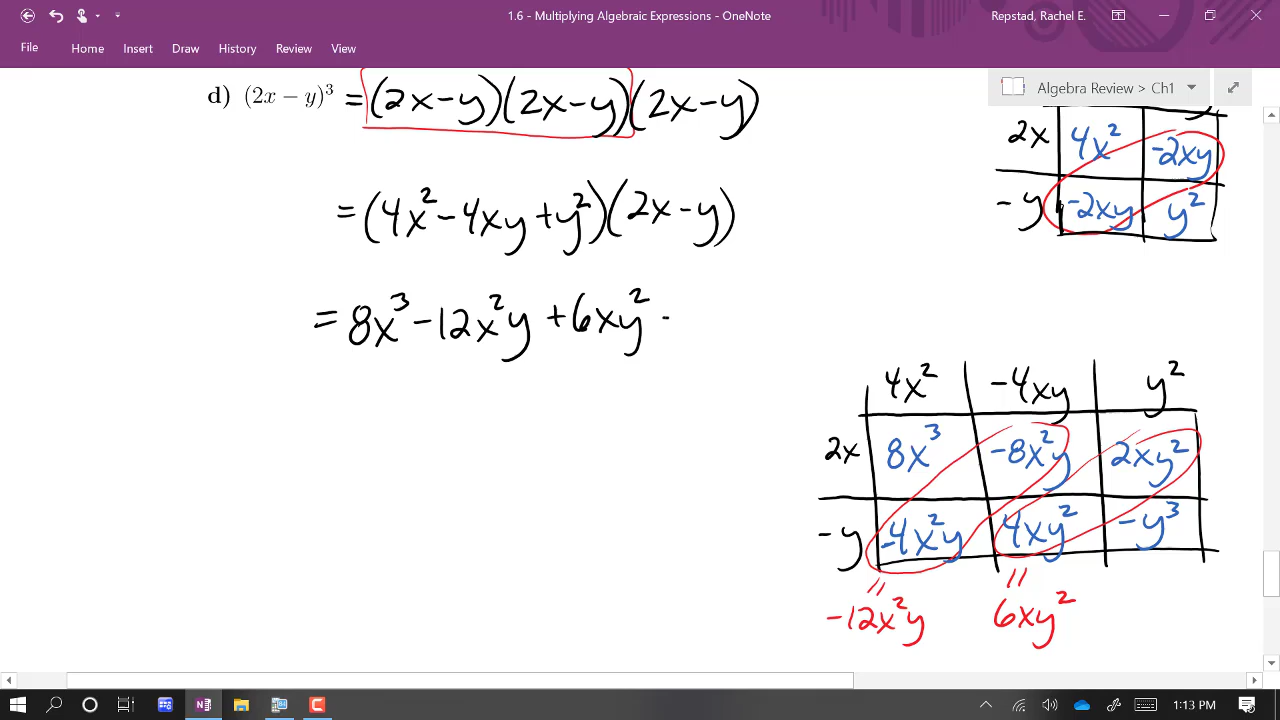 1.6 - Multiplying Algebraic Expressions - OneNote
Repstad, Rachel E.
File Home Insert Draw History Review View
Algebra Review > Ch1
d) (2x − y)³ = (2x−y)(2x−y)(2x−y)
= (4x² −4xy +y²)(2x −y)
= 8x³ −12x²y +6xy² -
2x 4x² -2xy
-y -2xy y²
4x² -4xy y²
2x 8x³ -8x²y 2xy²
-y -4x²y 4xy² -y³
= =
-12x²y 6xy²
1:13 PM